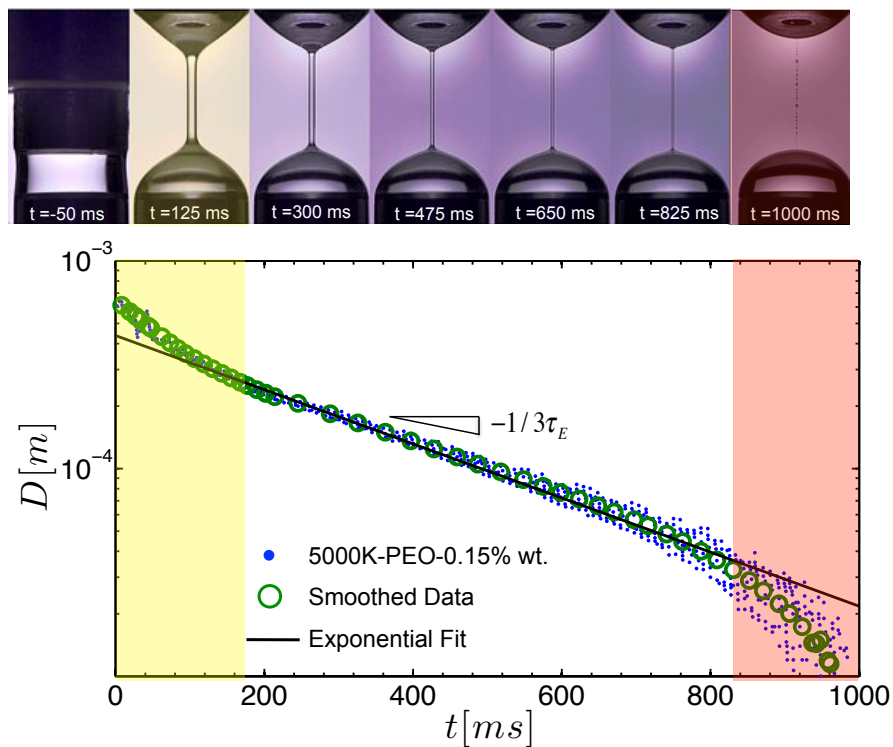 t =-50 ms t =125 ms t =300 ms t =475 ms t =650 ms t =825 ms t =1000 ms
10⁻³
−1/3τ_E
10⁻⁴
D[m]
5000K-PEO-0.15% wt.
Smoothed Data
Exponential Fit
0 200 400 600 800 1000
t[ms]